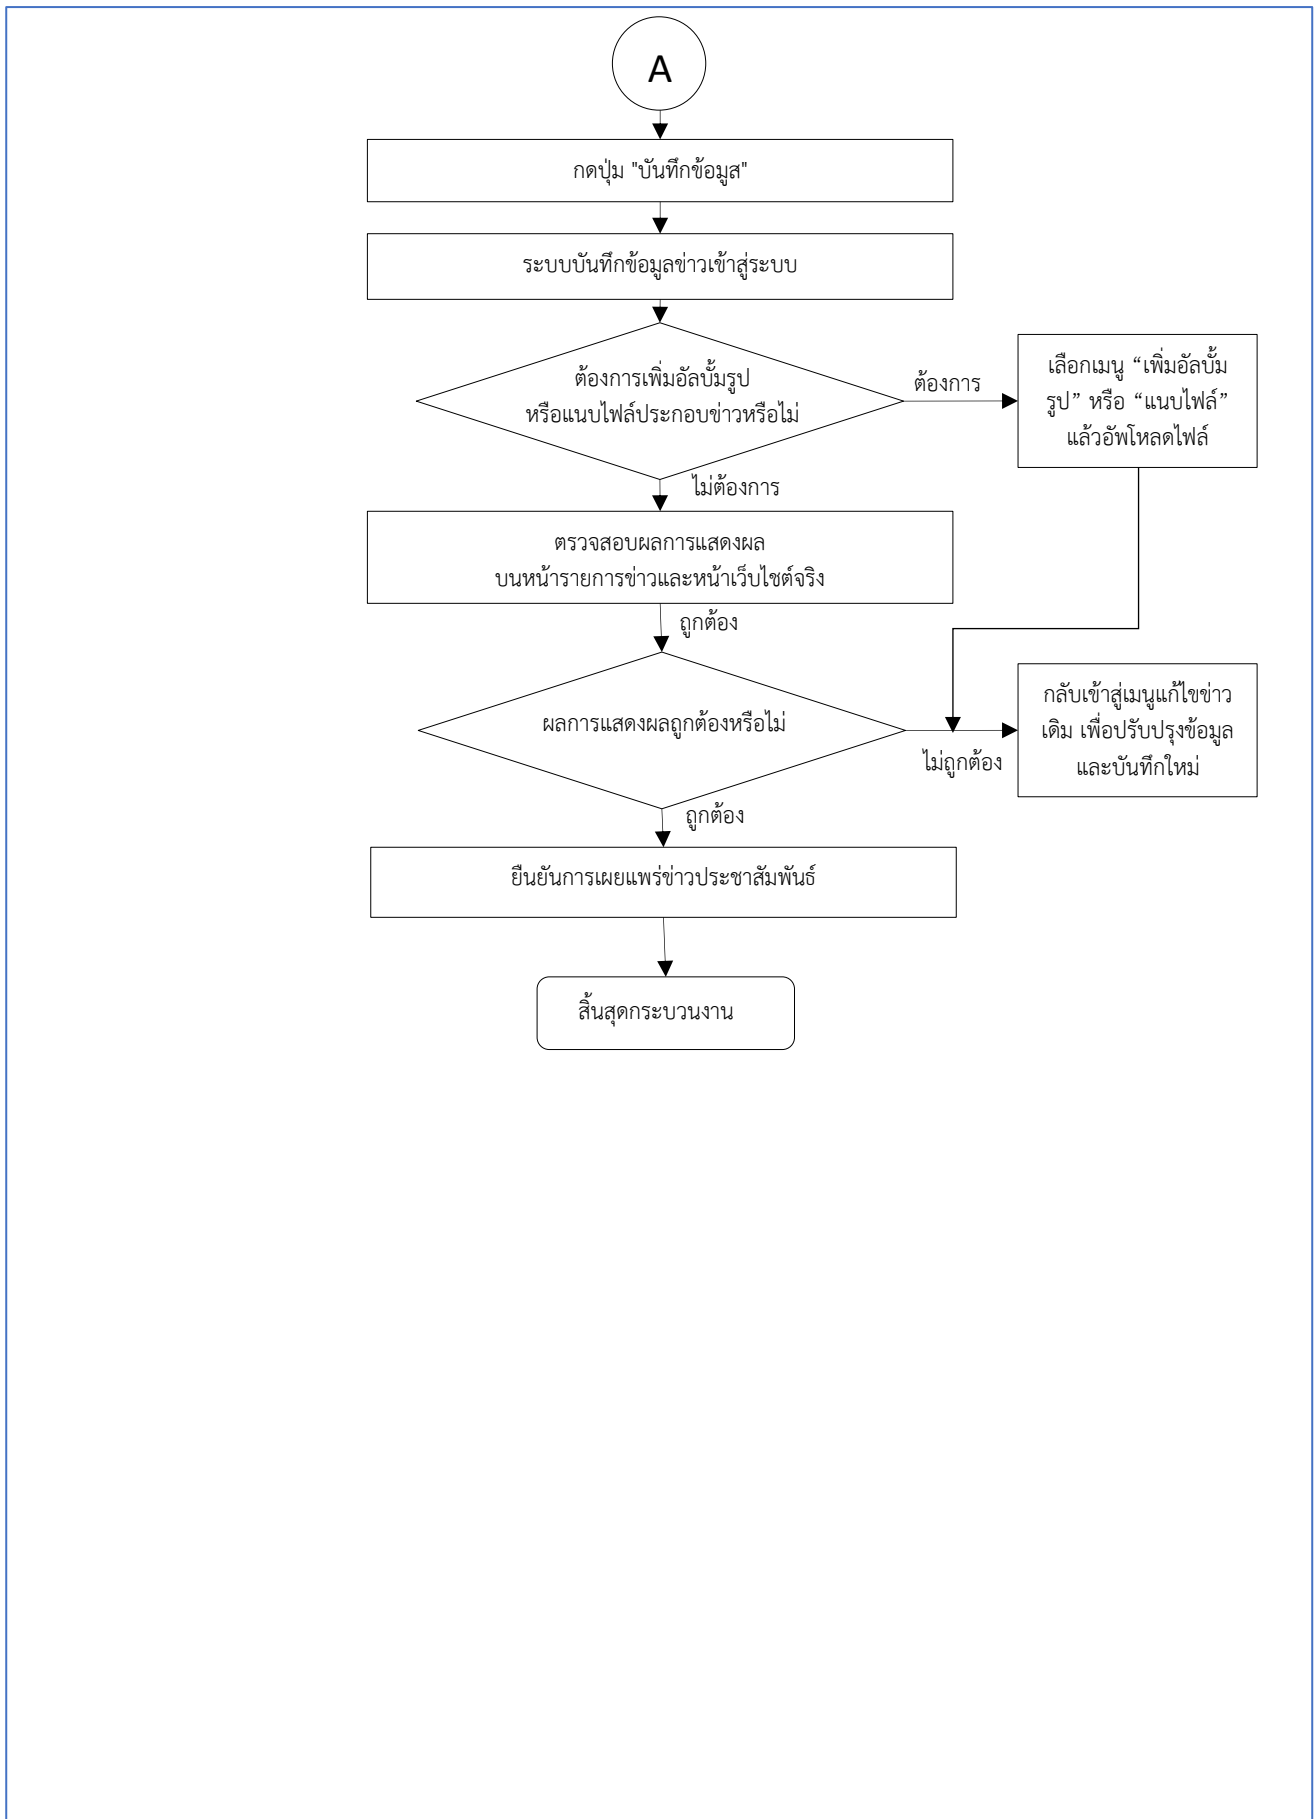 A
กดปุ่ม "บันทึกข้อมูส"
ระบบบันทึกข้อมูลข่าวเข้าสู่ระบบ
ต้องการเพิ่มอัลบั้มรูป
หรือแนบไฟล์ประกอบข่าวหรือไม่
ต้องการ
เลือกเมนู “เพิ่มอัลบั้ม
รูป” หรือ “แนบไฟล์”
แล้วอัพโหลดไฟล์
ไม่ต้องการ
ตรวจสอบผลการแสดงผล
บนหน้ารายการข่าวและหน้าเว็บไซต์จริง
ถูกต้อง
ผลการแสดงผลถูกต้องหรือไม่
ไม่ถูกต้อง
กลับเข้าสู่เมนูแก้ไขข่าว
เดิม เพื่อปรับปรุงข้อมูล
และบันทึกใหม่
ถูกต้อง
ยืนยันการเผยแพร่ข่าวประชาสัมพันธ์
สิ้นสุดกระบวนงาน